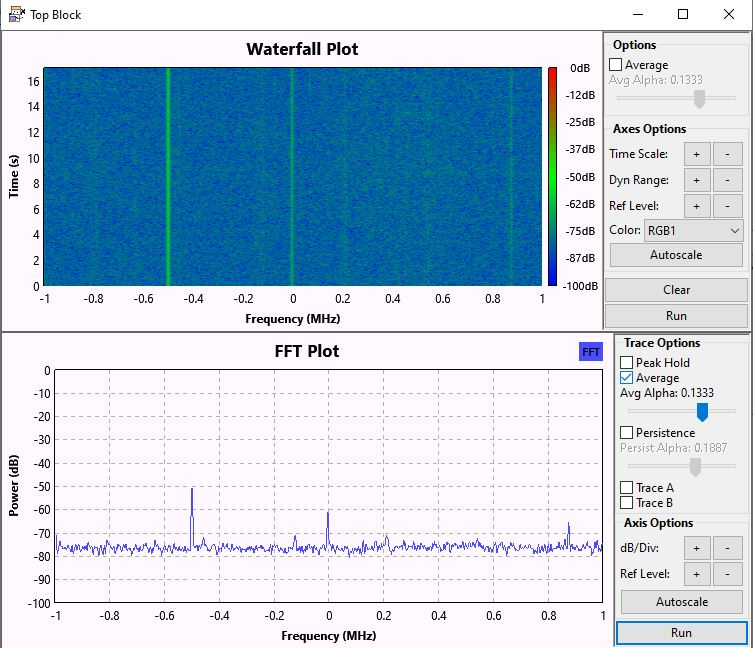 Top Block
Waterfall Plot
16
14
12
10
8
6
4
2
0
Time (s)
-1 -0.8 -0.6 -0.4 -0.2 0 0.2 0.4 0.6 0.8 1
Frequency (MHz)
0dB
-12dB
-25dB
-37dB
-50dB
-62dB
-75dB
-87dB
-100dB
Options
Average
Avg Alpha: 0.1333
Axes Options
Time Scale: + -
Dyn Range: + -
Ref Level: + -
Color: RGB1
Autoscale
Clear
Run
FFT Plot
FFT
0
-10
-20
-30
-40
-50
-60
-70
-80
-90
-100
Power (dB)
-1 -0.8 -0.6 -0.4 -0.2 0 0.2 0.4 0.6 0.8 1
Frequency (MHz)
Trace Options
Peak Hold
Average
Avg Alpha: 0.1333
Persistence
Persist Alpha: 0.1887
Trace A
Trace B
Axis Options
dB/Div: + -
Ref Level: + -
Autoscale
Run